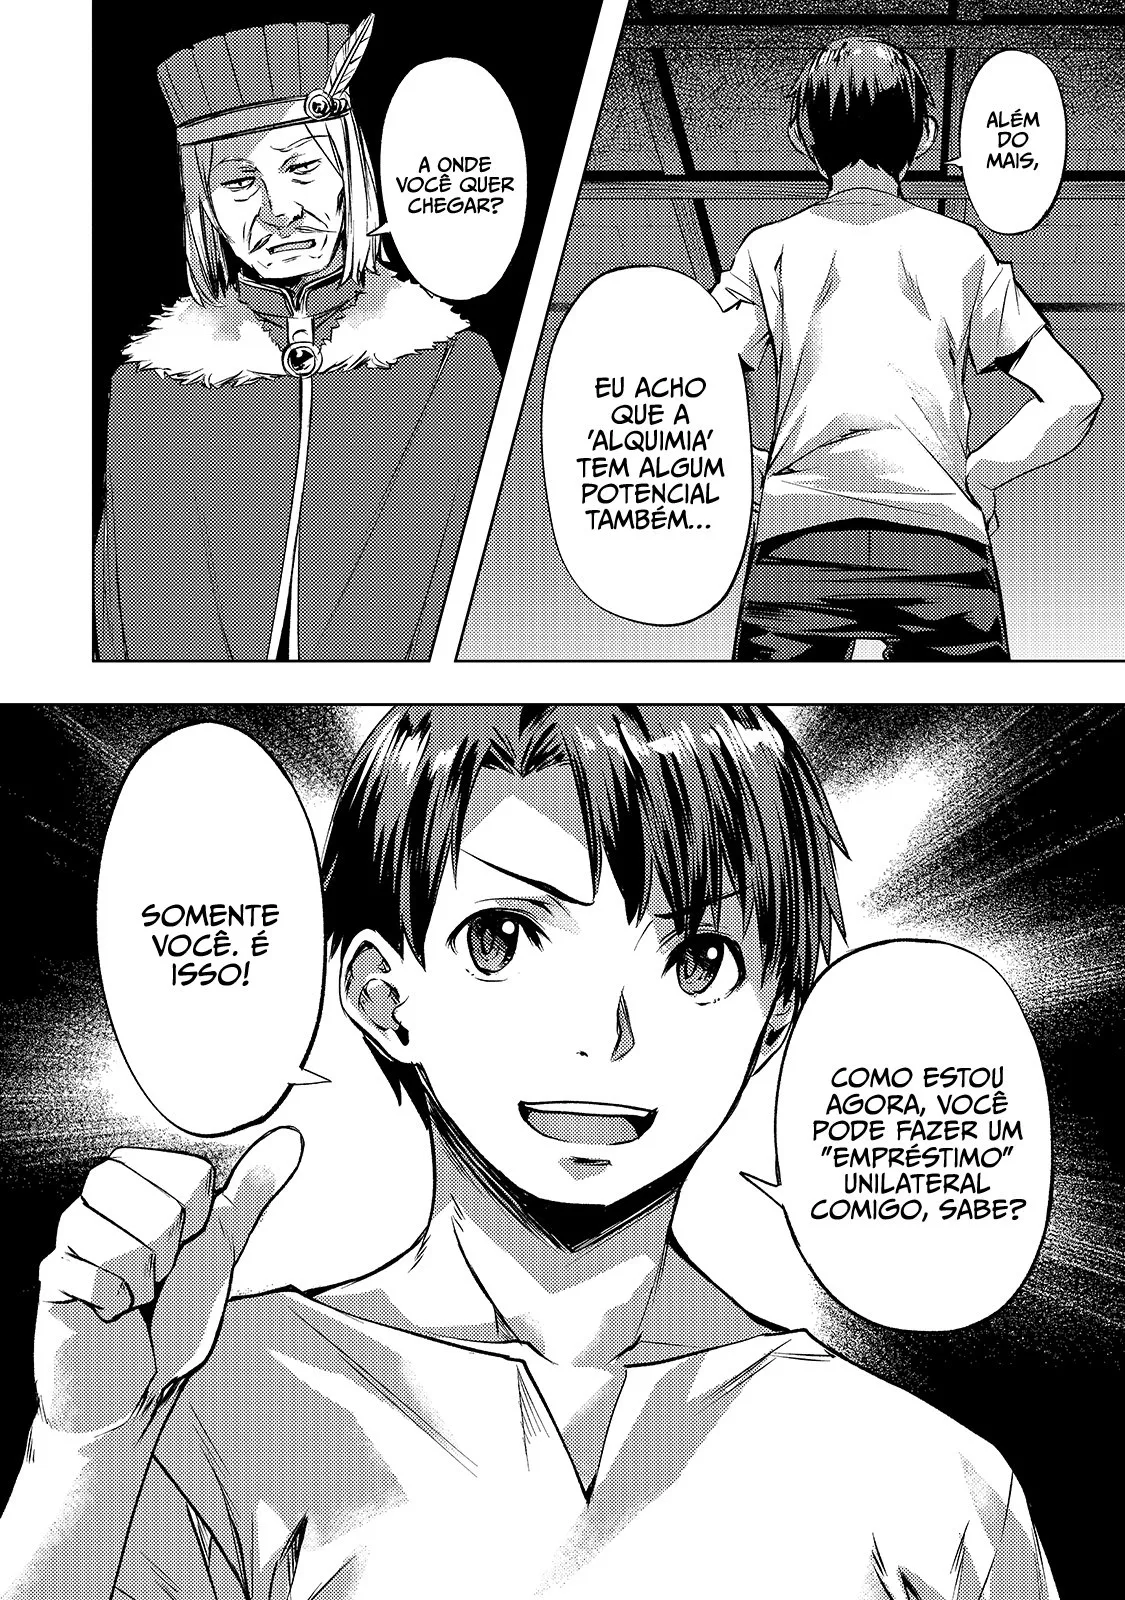 ALÉM
DO
MAIS,
EU ACHO
QUE A
'ALQUIMIA'
TEM ALGUM
POTENCIAL
TAMBÉM...
A ONDE
VOCÊ QUER
CHEGAR?
COMO ESTOU
AGORA, VOCÊ
PODE FAZER UM
"EMPRÉSTIMO"
UNILATERAL
COMIGO, SABE?
SOMENTE
VOCÊ. É
ISSO!